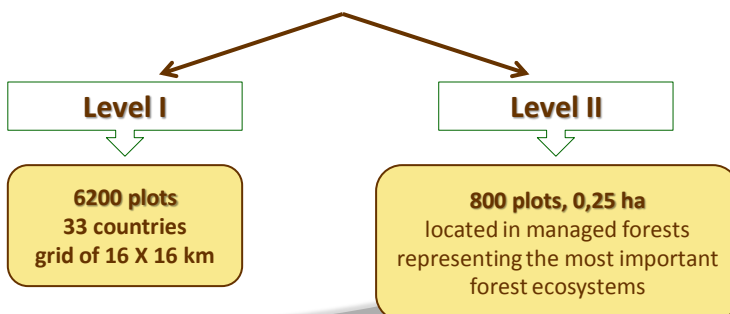 Level I
Level II
6200 plots
33 countries
grid of 16 X 16 km
800 plots, 0,25 ha
located in managed forests
representing the most important
forest ecosystems